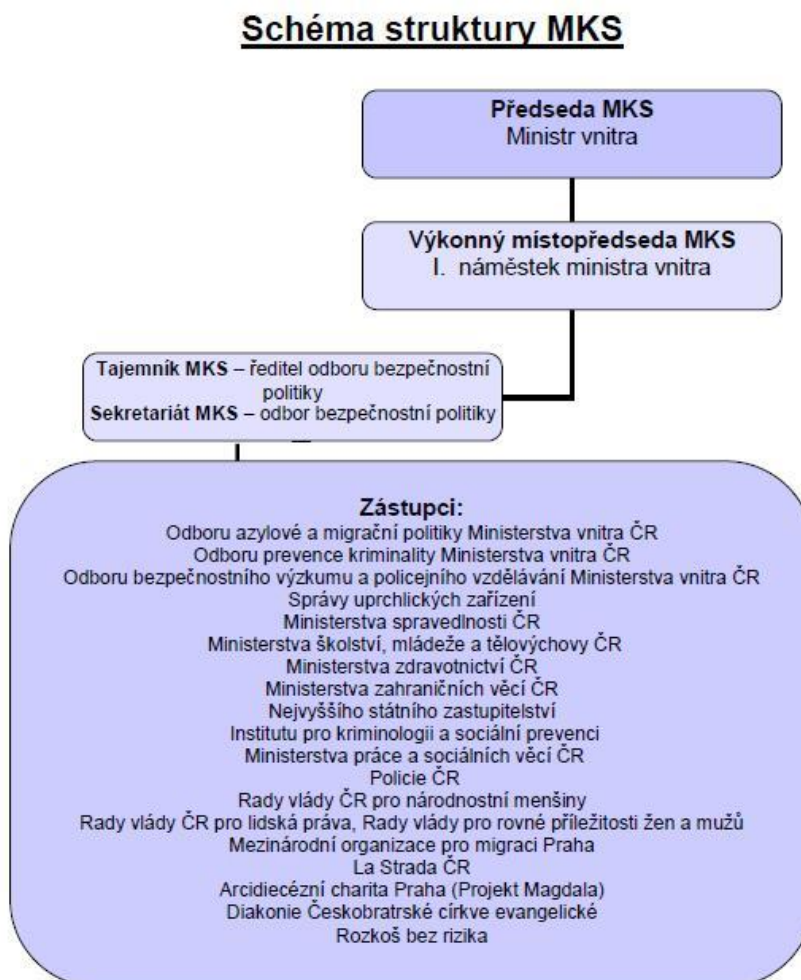 Schéma struktury MKS
Předseda MKS
Ministr vnitra
Výkonný místopředseda MKS
I. náměstek ministra vnitra
Tajemník MKS – ředitel odboru bezpečnostní
politiky
Sekretariát MKS – odbor bezpečnostní politiky
Zástupci:
Odboru azylové a migrační politiky Ministerstva vnitra ČR
Odboru prevence kriminality Ministerstva vnitra ČR
Odboru bezpečnostního výzkumu a policejního vzdělávání Ministerstva vnitra ČR
Správy uprchlických zařízení
Ministerstva spravedlnosti ČR
Ministerstva školství, mládeže a tělovýchovy ČR
Ministerstva zdravotnictví ČR
Ministerstva zahraničních věcí ČR
Nejvyššího státního zastupitelství
Institutu pro kriminologii a sociální prevenci
Ministerstva práce a sociálních věcí ČR
Policie ČR
Rady vlády ČR pro národnostní menšiny
Rady vlády ČR pro lidská práva, Rady vlády pro rovné příležitosti žen a mužů
Mezinárodní organizace pro migraci Praha
La Strada ČR
Arcidiecézní charita Praha (Projekt Magdala)
Diakonie Českobratrské církve evangelické
Rozkoš bez rizika